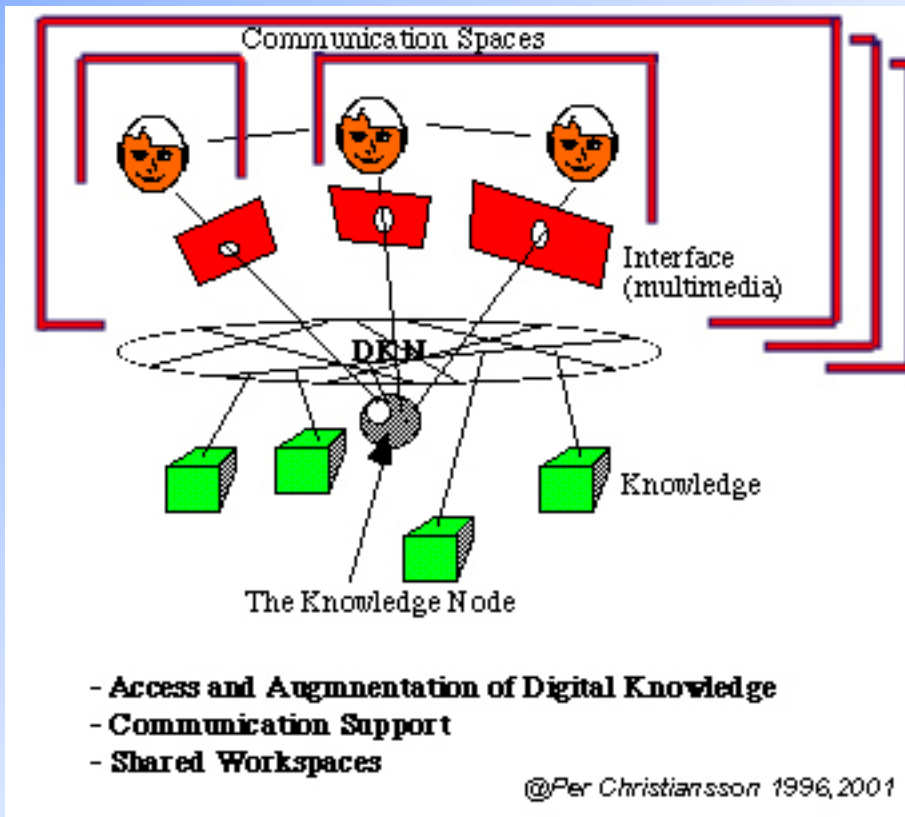 Communication Spaces
Interface
(multimedia)
DKN
Knowledge
The Knowledge Node
- Access and Augmnentation of Digital Knowledge
- Communication Support
- Shared Workspaces
@Per Christiansson 1996,2001